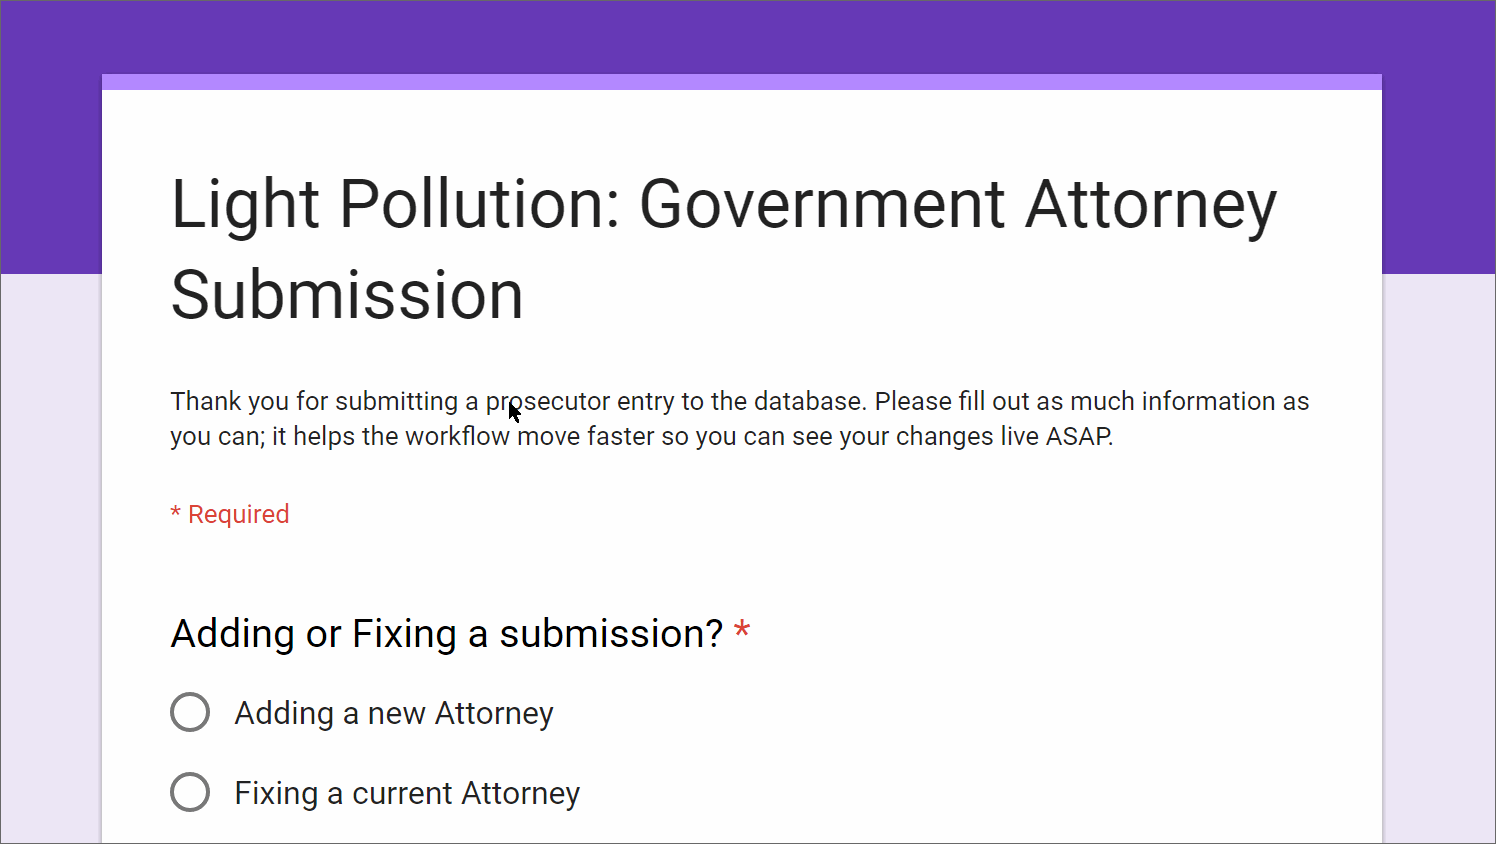 Light Pollution: Government Attorney
Submission
Thank you for submitting a prosecutor entry to the database. Please fill out as much information as
you can; it helps the workflow move faster so you can see your changes live ASAP.
* Required
Adding or Fixing a submission? *
Adding a new Attorney
Fixing a current Attorney